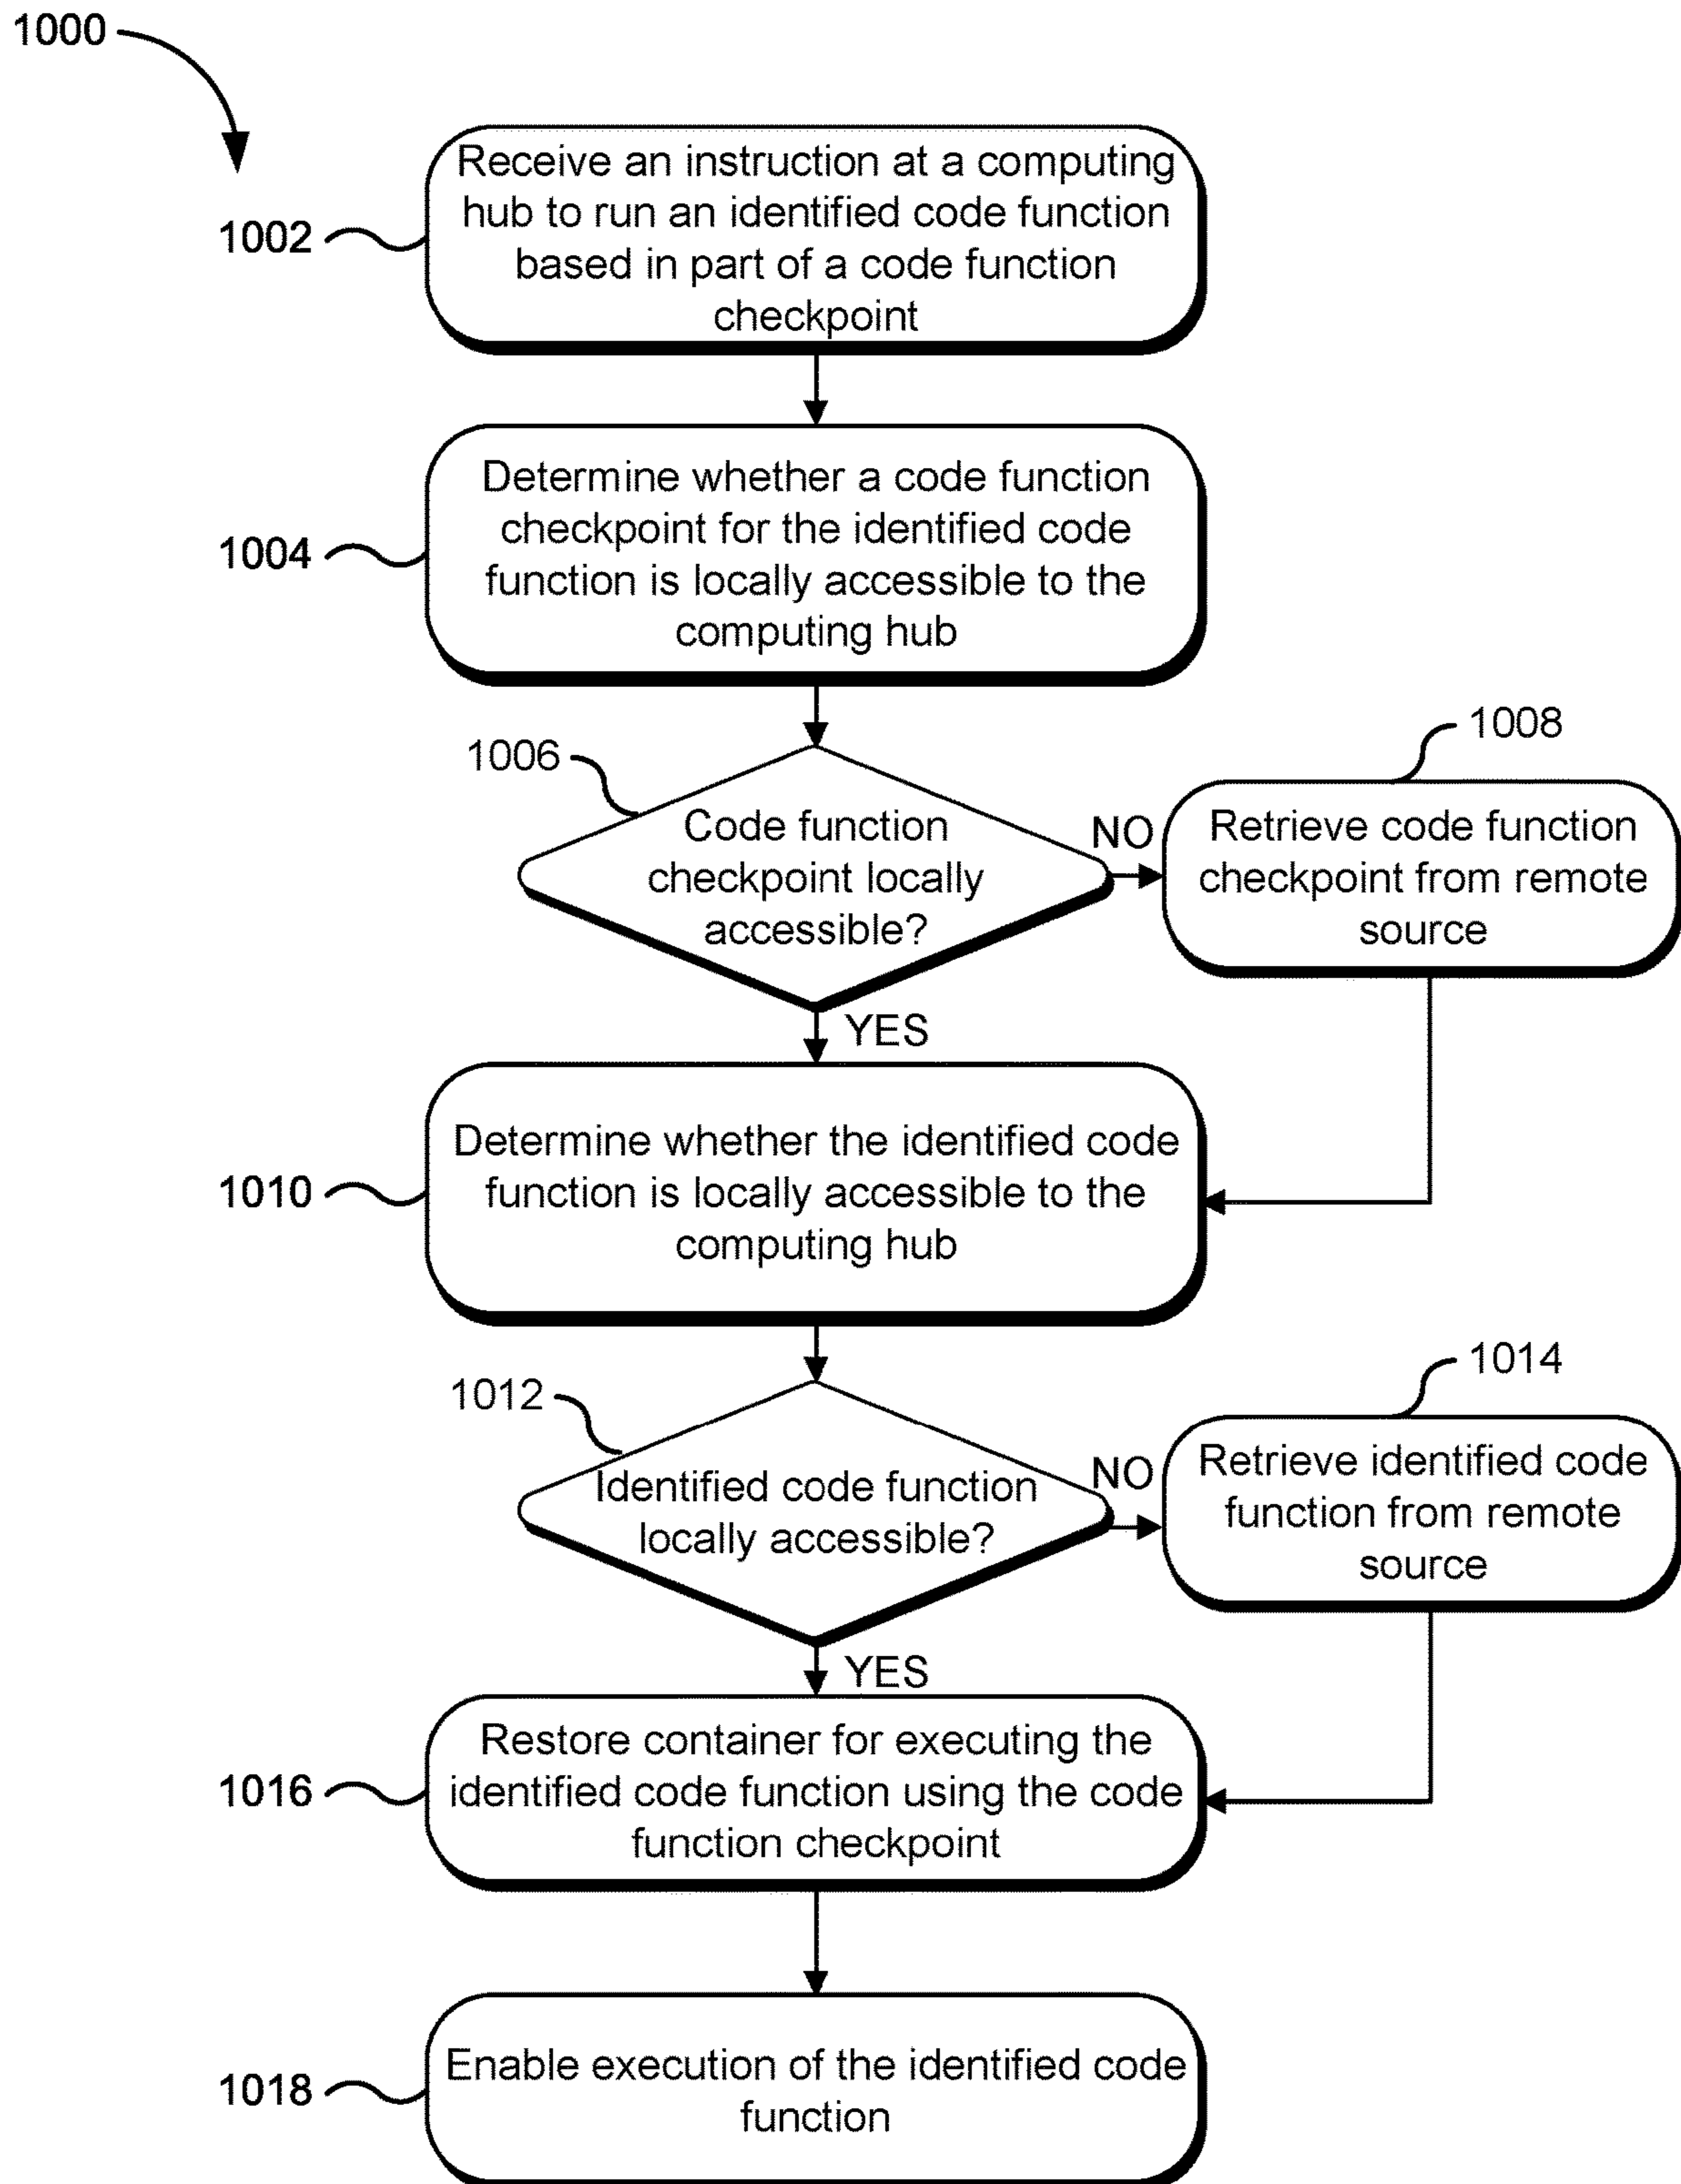 1000
Receive an instruction at a computing
hub to run an identified code function
based in part of a code function
checkpoint
1002
Determine whether a code function
checkpoint for the identified code
function is locally accessible to the
computing hub
1004
1006
Code function
checkpoint locally
accessible?
NO
1008
Retrieve code function
checkpoint from remote
source
YES
Determine whether the identified code
function is locally accessible to the
computing hub
1010
1012
Identified code function
locally accessible?
NO
1014
Retrieve identified code
function from remote
source
YES
Restore container for executing the
identified code function using the code
function checkpoint
1016
Enable execution of the identified code
function
1018